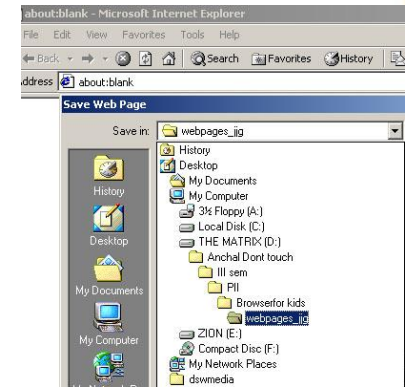 about:blank - Microsoft Internet Explorer
File Edit View Favorites Tools Help
Back Search Favorites History
Address about:blank
Save Web Page
Save in: webpages_jig
History
Desktop
My Documents
My Computer
3½ Floppy (A:)
Local Disk (C:)
THE MATRIX (D:)
Anchal Dont touch
III sem
PII
Browserfor kids
webpages_jig
ZION (E:)
Compact Disc (F:)
My Network Places
dswmedia
History
Desktop
My Documents
My Computer